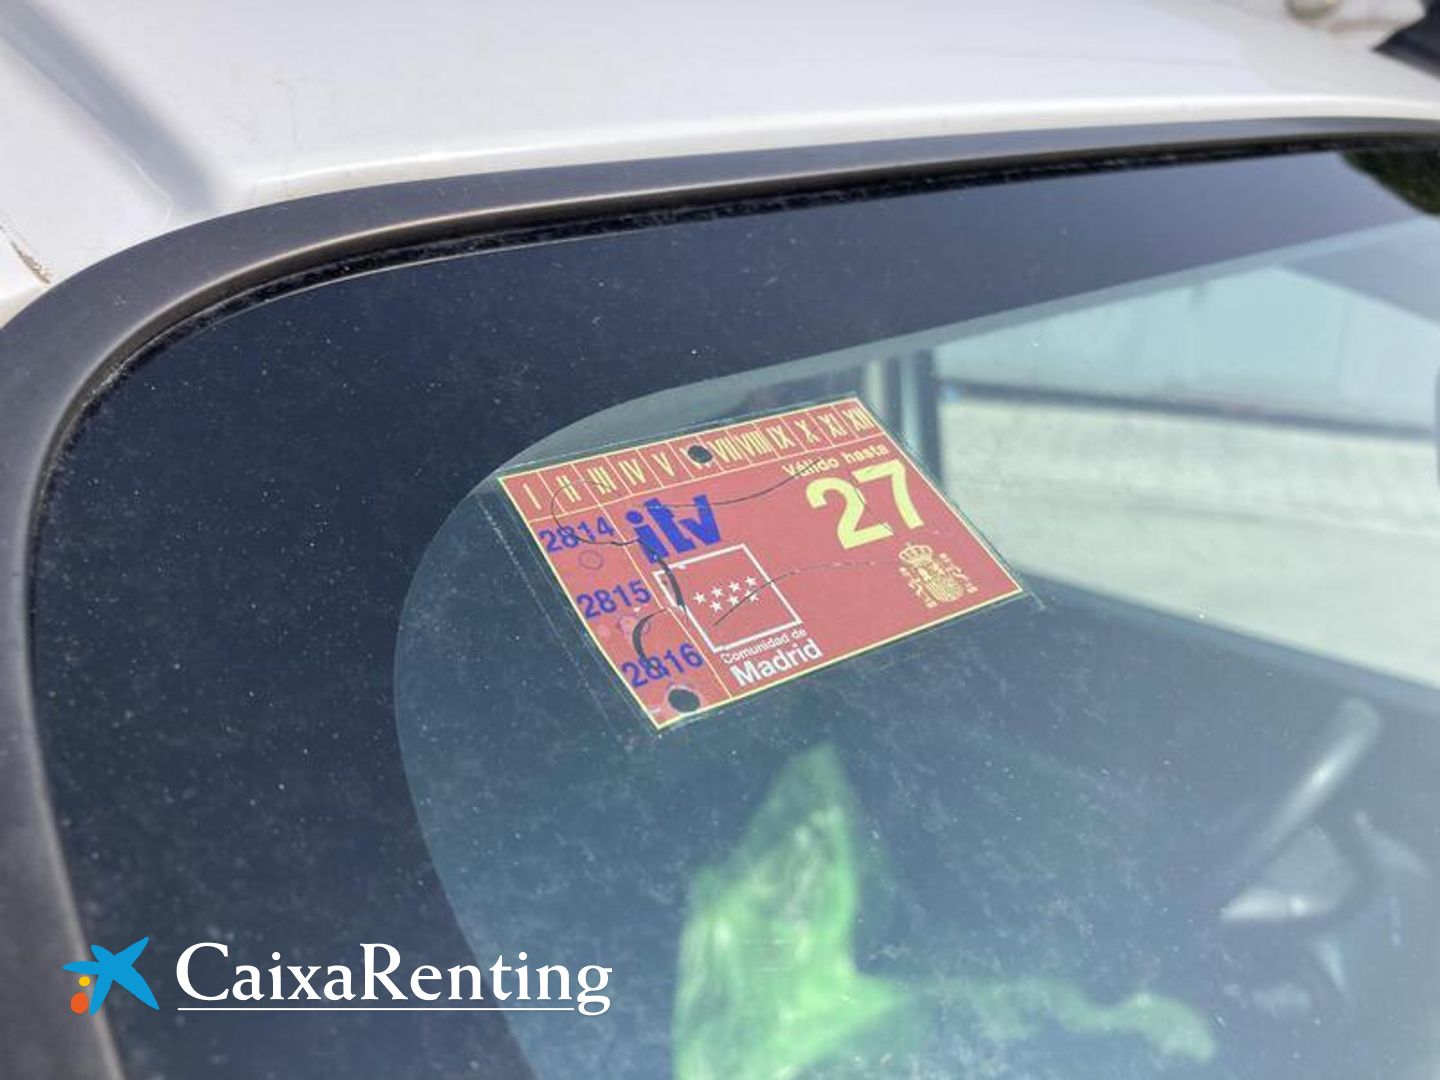 I II III IV V VII VIII IX X XI XII
Válido hasta
27
2814
itv
2815
2816
Comunidad de
Madrid
CaixaRenting